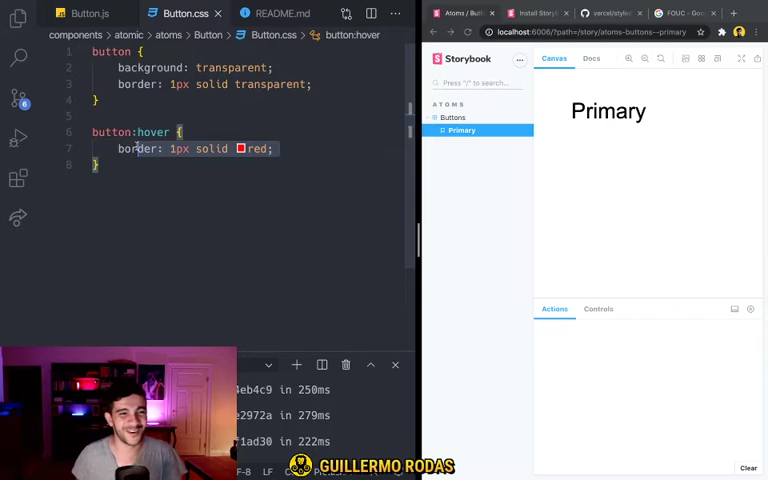 Button.js
Button.css
README.md
components > atomic > atoms > Button > Button.css > button:hover
1 button {
2 background: transparent;
3 border: 1px solid transparent;
4 }
5
6 button:hover {
7 border: 1px solid red;
8 }
6
4eb4c9 in 250ms
e2972a in 279ms
f1ad30 in 222ms
LF
Atoms / Butt
Install Storyb
vercel/styled
FOUC – Goo
localhost:6006/?path=/story/atoms-buttons--primary
Storybook
Press "/" to search...
ATOMS
Buttons
Primary
Canvas
Docs
Primary
Actions
Controls
Clear
GUILLERMO RODAS